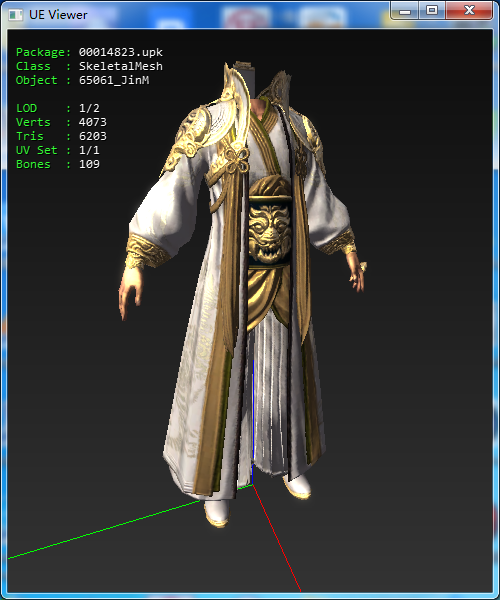 UE Viewer
Package: 00014823.upk
Class : SkeletalMesh
Object : 65061_JinM
LOD : 1/2
Verts : 4073
Tris : 6203
UV Set : 1/1
Bones : 109